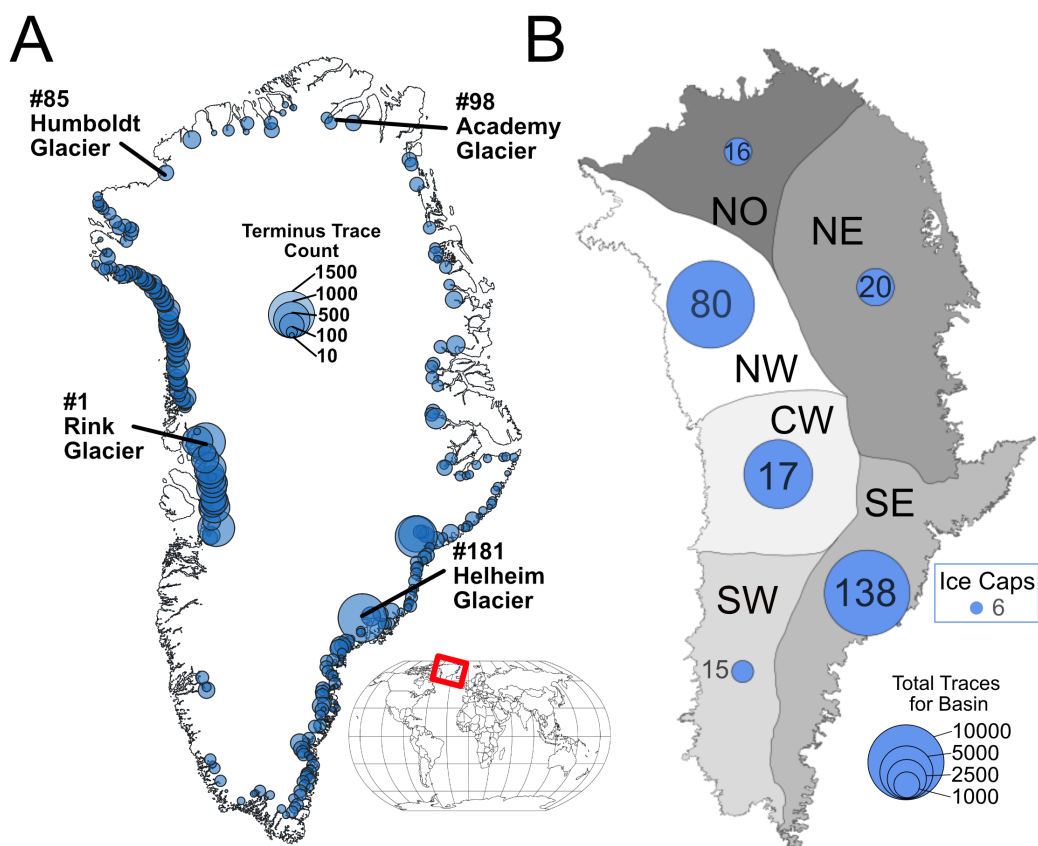 A
#85
Humboldt
Glacier
#98
Academy
Glacier
Terminus Trace
Count
1500
1000
500
100
10
#1
Rink
Glacier
#181
Helheim
Glacier
B
16
NO
NE
20
80
NW
CW
17
SE
138
SW
15
Ice Caps
6
Total Traces
for Basin
10000
5000
2500
1000